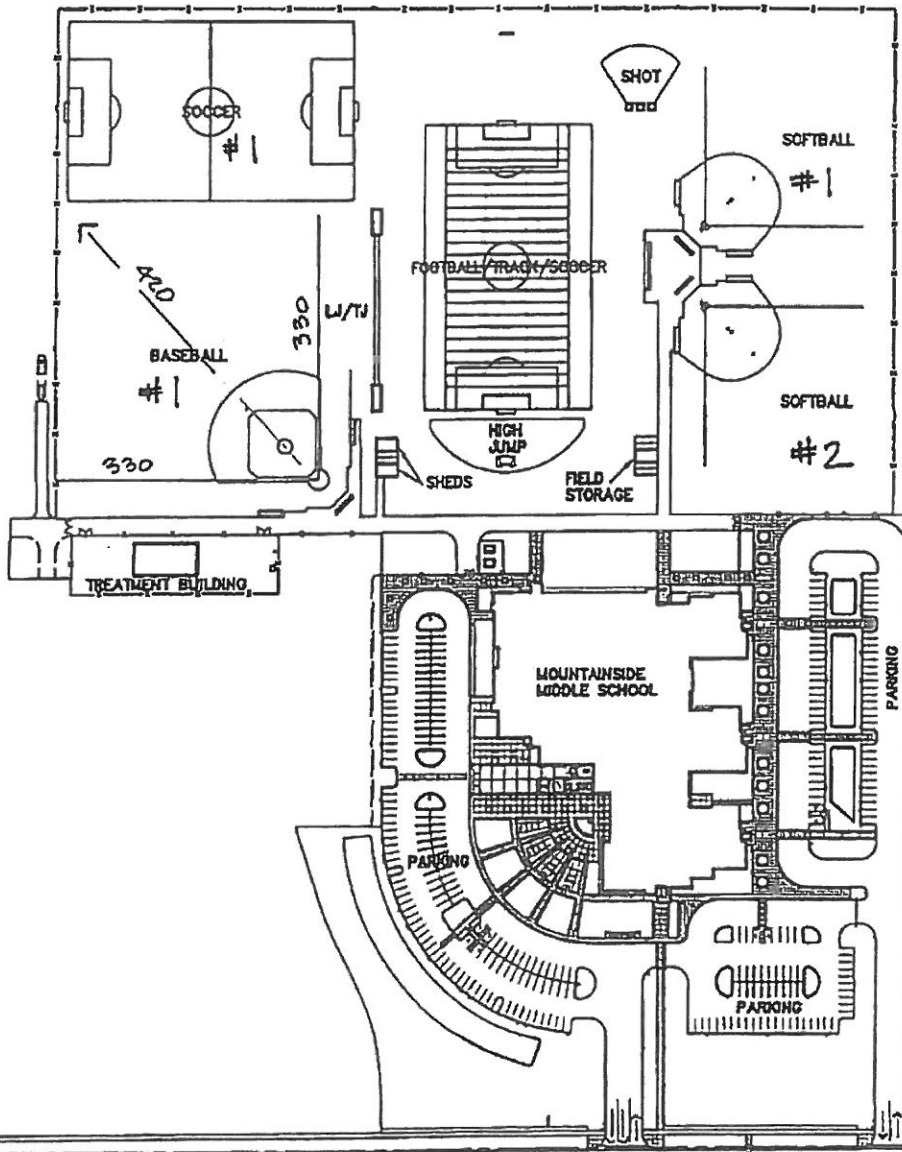 SHOT
SOCCER
#1
SOFTBALL
#1
FOOTBALL/TRACK/SOCCER
420
330
LJ/TJ
BASEBALL
#1
SOFTBALL
#2
HIGH
JUMP
330
SHEDS
FIELD
STORAGE
TREATMENT BUILDING
MOUNTAINSIDE
MIDDLE SCHOOL
PARKING
PARKING
PARKING